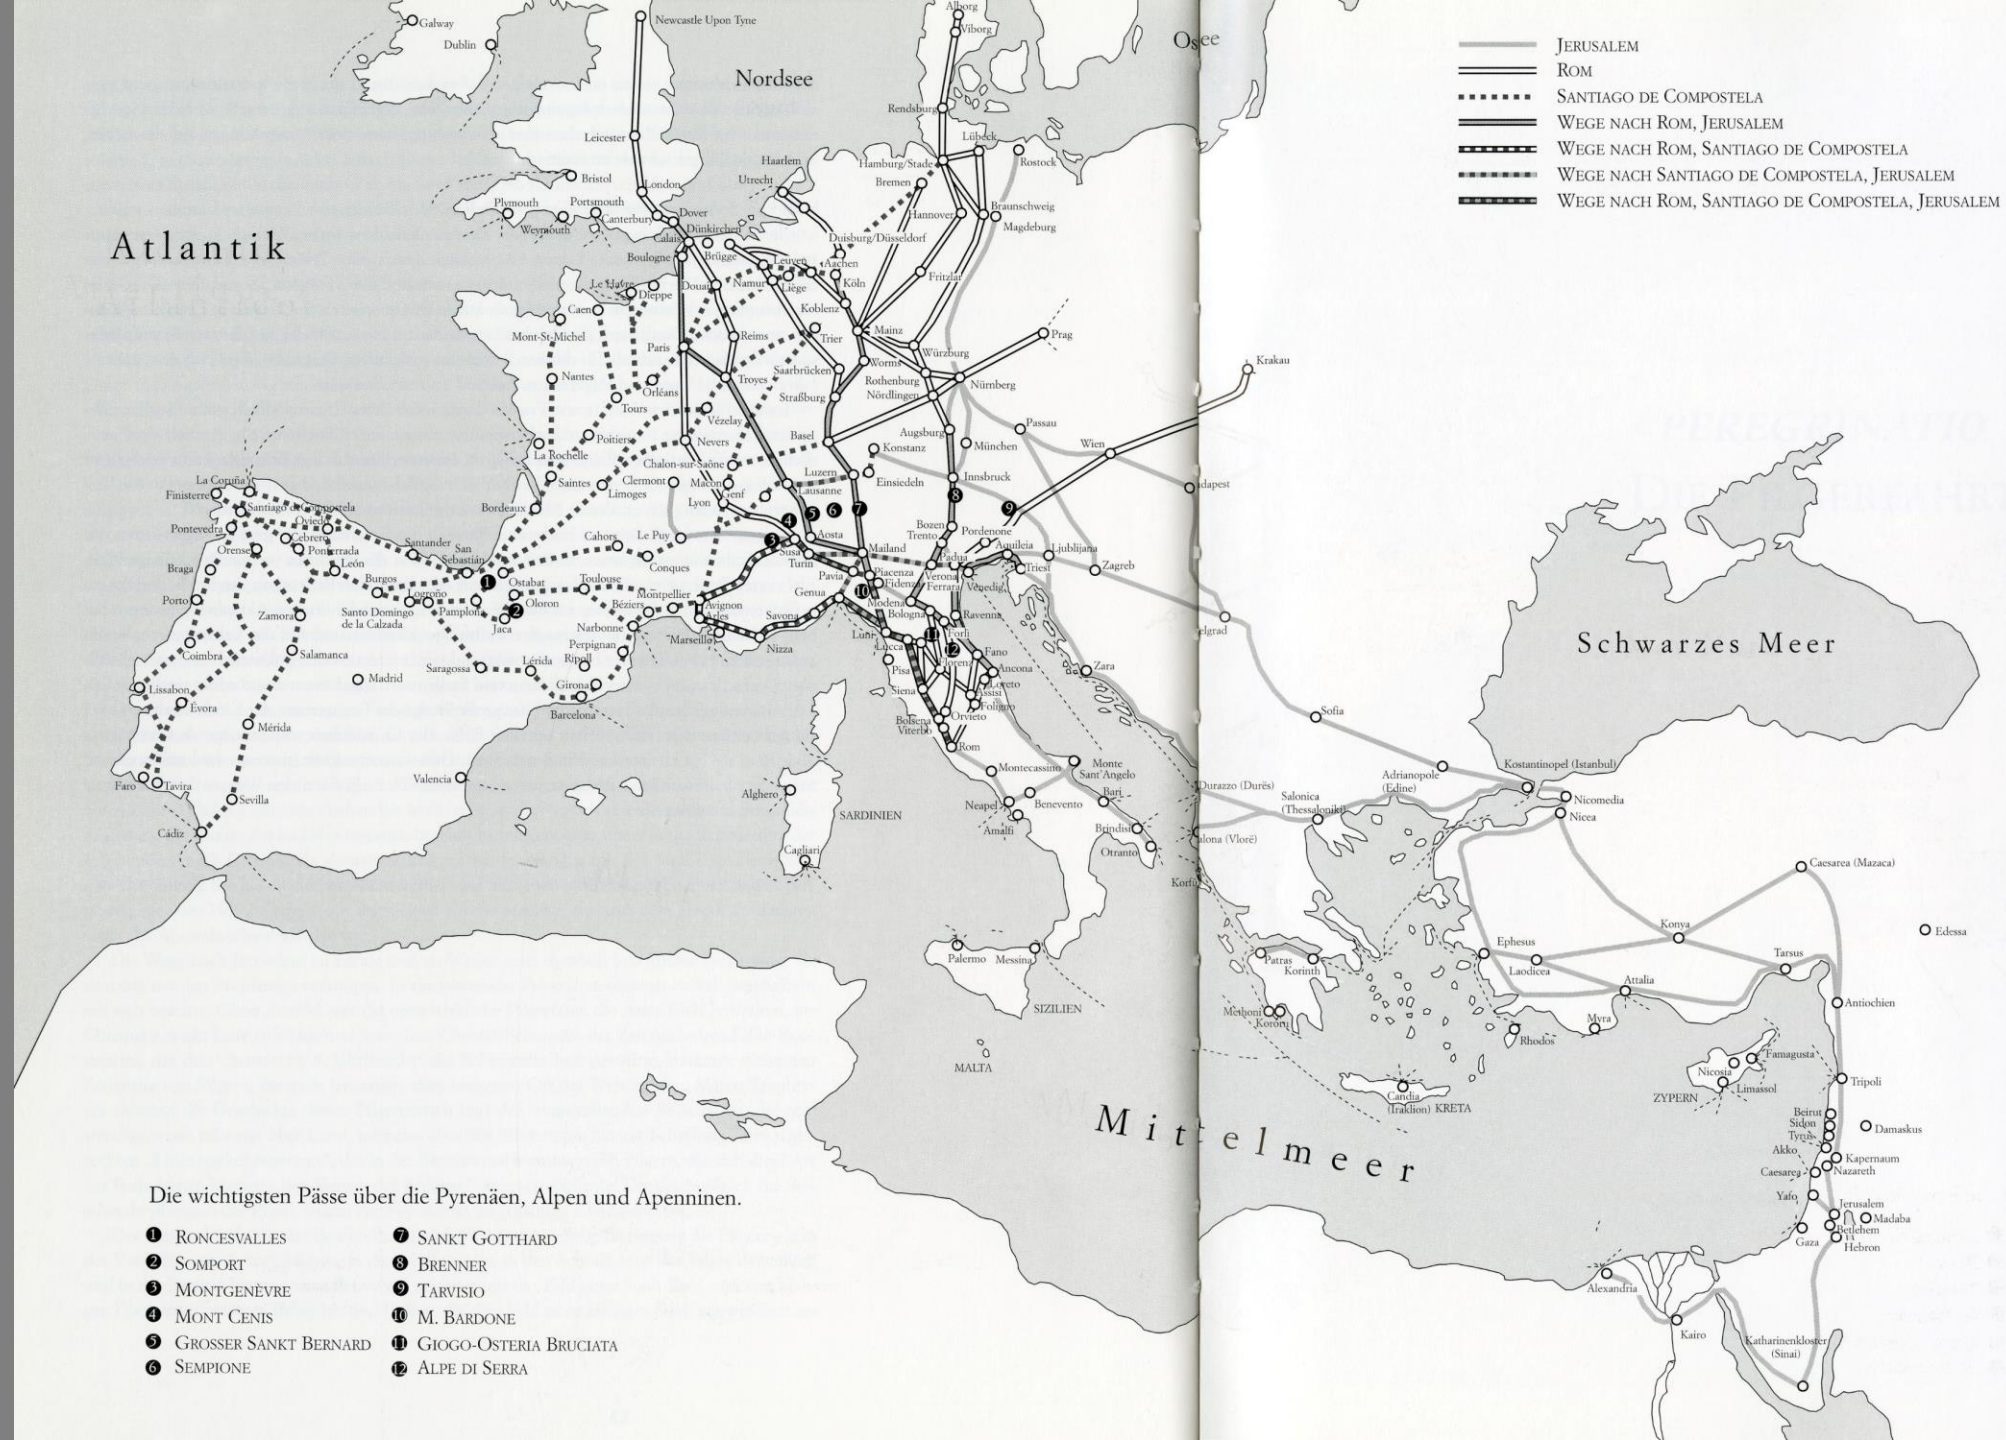 Galway
Dublin
Newcastle Upon Tyne
Nordsee
Ålborg
Viborg
Osee
Leicester
Rendsburg
Lübeck
Rostock
Haarlem
Hamburg/Stade
Utrecht
Bremen
London
Bristol
Plymouth
Portsmouth
Weymouth
Canterbury
Dover
Dünkirchen
Calais
Boulogne
Brügge
Hannover
Braunschweig
Magdeburg
Duisburg/Düsseldorf
Leuven
Aachen
Fritzlar
Atlantik
Le Havre
Dieppe
Douai
Namur
Liège
Köln
Caen
Koblenz
Mont-St-Michel
Paris
Reims
Trier
Mainz
Würzburg
Prag
Krakau
Nantes
Orléans
Troyes
Saarbrücken
Worms
Rothenburg
Nürnberg
Nördlingen
Straßburg
Tours
Vézelay
Poitiers
Nevers
Basel
Augsburg
München
Passau
Wien
La Rochelle
Chalon-sur-Saône
Konstanz
Luzern
Einsiedeln
Innsbruck
Saintes
Limoges
Clermont
Macon
Genf
Lausanne
Lyon
udapest
La Coruña
Finisterre
Santiago de Compostela
Oviedo
Pontevedra
Cebrero
Ponferrada
Orense
León
Santander
San
Sebastián
Bordeaux
Cahors
Le Puy
Conques
Susa
Aosta
Turin
Mailand
Bozen
Trento
Pordenone
Aquileia
Ljublijana
Triest
Zagreb
Padua
Verona
Venedig
Ferrara
Pavia
Piacenza
Fidenza
Braga
Burgos
Logroño
Pamplona
Ostabat
Oloron
Toulouse
Montpellier
Béziers
Avignon
Arles
Genua
Savona
Modena
Bologna
Ravenna
Forlì
elgrad
Porto
Santo Domingo
de la Calzada
Jaca
Zamora
Narbonne
Marseille
Nizza
Luni
Lucca
Florenz
Fano
Ancona
Loreto
Zara
Coimbra
Salamanca
Madrid
Saragossa
Lérida
Perpignan
Ripoll
Girona
Barcelona
Pisa
Siena
Assisi
Foligno
Orvieto
Bolsena
Viterbo
Rom
Lissabon
Évora
Mérida
Faro
Tavira
Sevilla
Cádiz
Valencia
Alghero
SARDINIEN
Cagliari
Montecassino
Monte
Sant'Angelo
Neapel
Benevento
Bari
Amalfi
Brindisi
Otranto
Sofia
Durazzo (Durës)
Salonica
(Thessaloniki)
Adrianopole
(Edine)
Kostantinopel (Istanbul)
Nicomedia
Nicea
alona (Vlorë)
Korfu
Schwarzes Meer
Caesarea (Mazaca)
Konya
Edessa
Ephesus
Laodicea
Attalia
Tarsus
Antiochien
Palermo
Messina
SIZILIEN
MALTA
Patras
Korinth
Methoni
Koroni
Rhodos
Myra
Candia
(Iraklion)
KRETA
Nicosia
Famagusta
Limassol
ZYPERN
Tripoli
Beirut
Sidon
Tyrus
Damaskus
Akko
Kapernaum
Nazareth
Caesarea
Yafo
Jerusalem
Madaba
Betlehem
Gaza
Hebron
Mittelmeer
Alexandria
Kairo
Katharinenkloster
(Sinai)
JERUSALEM
ROM
SANTIAGO DE COMPOSTELA
WEGE NACH ROM, JERUSALEM
WEGE NACH ROM, SANTIAGO DE COMPOSTELA
WEGE NACH SANTIAGO DE COMPOSTELA, JERUSALEM
WEGE NACH ROM, SANTIAGO DE COMPOSTELA, JERUSALEM
Die wichtigsten Pässe über die Pyrenäen, Alpen und Apenninen.
1 RONCESVALLES
2 SOMPORT
3 MONTGENÈVRE
4 MONT CENIS
5 GROSSER SANKT BERNARD
6 SEMPIONE
7 SANKT GOTTHARD
8 BRENNER
9 TARVISIO
10 M. BARDONE
11 GIOGO-OSTERIA BRUCIATA
12 ALPE DI SERRA